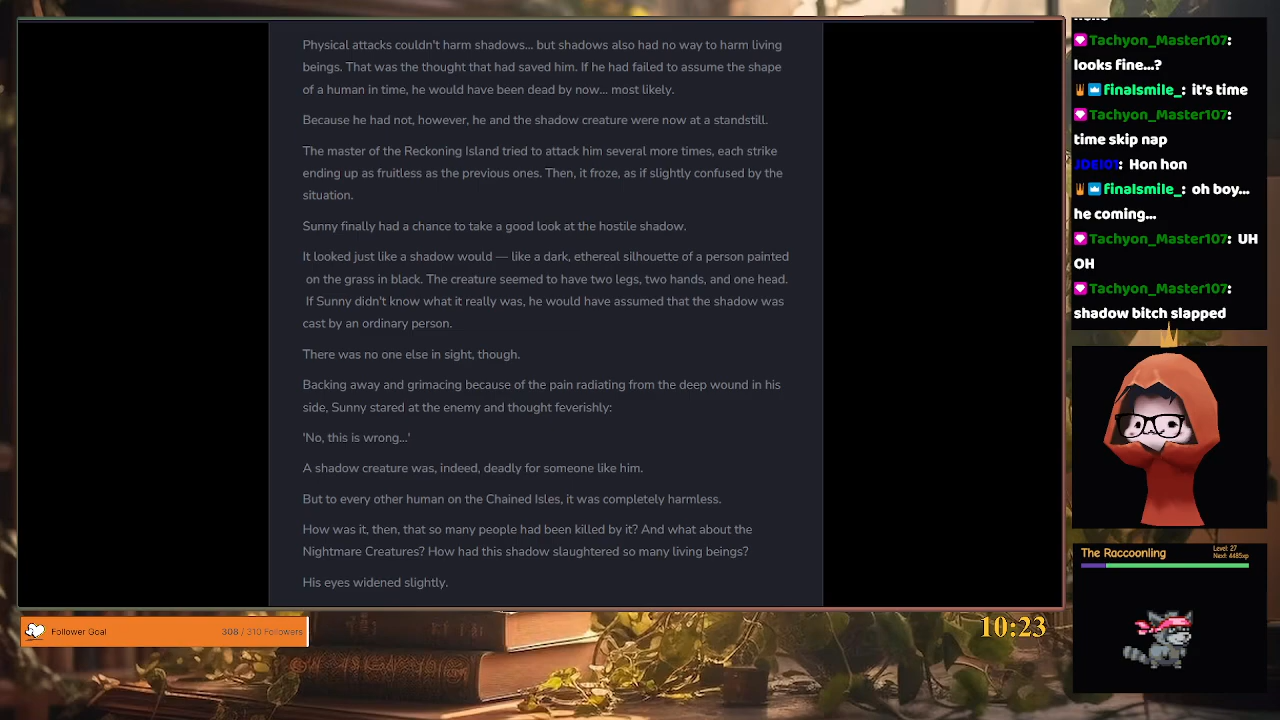 Physical attacks couldn't harm shadows... but shadows also had no way to harm living
beings. That was the thought that had saved him. If he had failed to assume the shape
of a human in time, he would have been dead by now... most likely.
Because he had not, however, he and the shadow creature were now at a standstill.
The master of the Reckoning Island tried to attack him several more times, each strike
ending up as fruitless as the previous ones. Then, it froze, as if slightly confused by the
situation.
Sunny finally had a chance to take a good look at the hostile shadow.
It looked just like a shadow would — like a dark, ethereal silhouette of a person painted
on the grass in black. The creature seemed to have two legs, two hands, and one head.
If Sunny didn't know what it really was, he would have assumed that the shadow was
cast by an ordinary person.
There was no one else in sight, though.
Backing away and grimacing because of the pain radiating from the deep wound in his
side, Sunny stared at the enemy and thought feverishly:
'No, this is wrong...'
A shadow creature was, indeed, deadly for someone like him.
But to every other human on the Chained Isles, it was completely harmless.
How was it, then, that so many people had been killed by it? And what about the
Nightmare Creatures? How had this shadow slaughtered so many living beings?
His eyes widened slightly.
Tachyon_Master107:
looks fine...?
finalsmile_: it's time
Tachyon_Master107:
time skip nap
JDEI01: Hon hon
finalsmile_: oh boy...
he coming...
Tachyon_Master107: UH
OH
Tachyon_Master107:
shadow bitch slapped
The Raccoonling
Level: 27
Next: 4485xp
Follower Goal
308 / 310 Followers
10:23